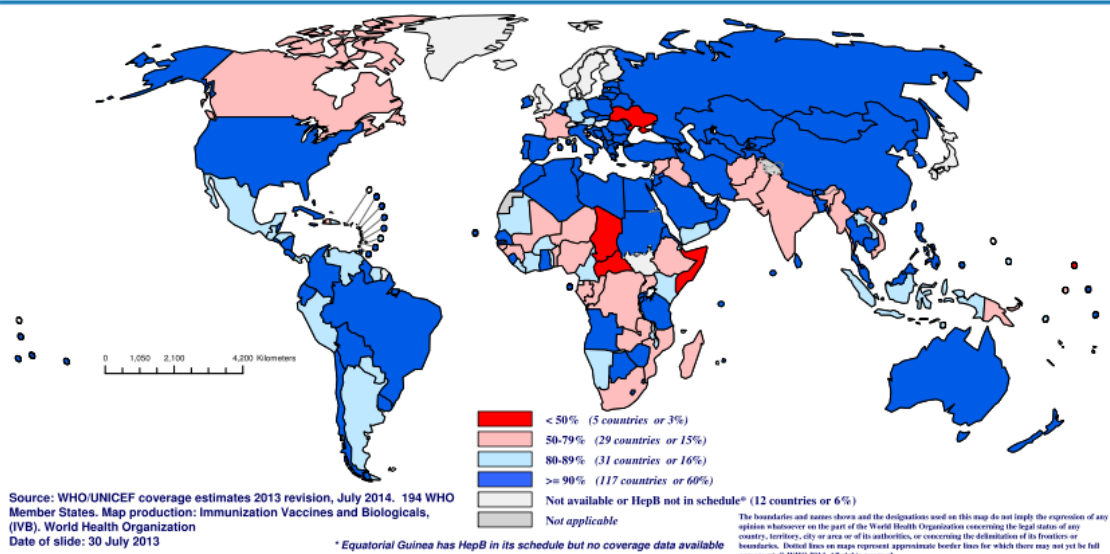 0 1,050 2,100 4,200 Kilometers
< 50% (5 countries or 3%)
50-79% (29 countries or 15%)
80-89% (31 countries or 16%)
>= 90% (117 countries or 60%)
Not available or HepB not in schedule* (12 countries or 6%)
Not applicable
Source: WHO/UNICEF coverage estimates 2013 revision, July 2014. 194 WHO
Member States. Map production: Immunization Vaccines and Biologicals,
(IVB). World Health Organization
Date of slide: 30 July 2013
* Equatorial Guinea has HepB in its schedule but no coverage data available
The boundaries and names shown and the designations used on this map do not imply the expression of any
opinion whatsoever on the part of the World Health Organization concerning the legal status of any
country, territory, city or area or of its authorities, or concerning the delimitation of its frontiers or
boundaries. Dotted lines on maps represent approximate border lines for which there may not yet be full